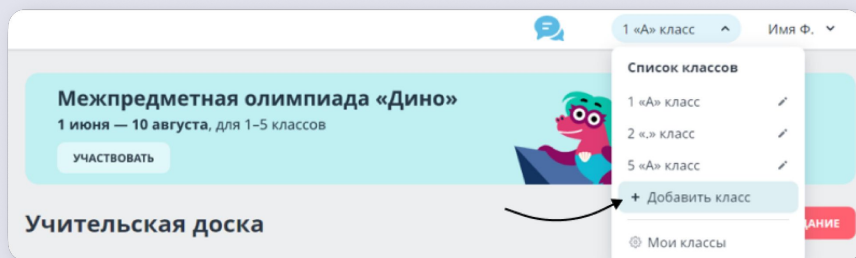 1 «А» класс
Имя Ф.
Список классов
1 «А» класс
2 «.» класс
5 «А» класс
+ Добавить класс
Мои классы
Межпредметная олимпиада «Дино»
1 июня — 10 августа, для 1–5 классов
УЧАСТВОВАТЬ
Учительская доска